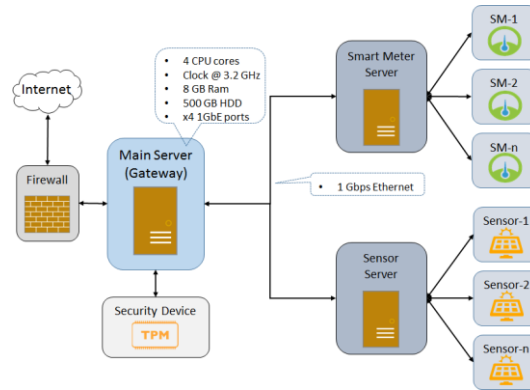 Internet
Firewall
• 4 CPU cores
• Clock @ 3.2 GHz
• 8 GB Ram
• 500 GB HDD
• x4 1GbE ports
Main Server
(Gateway)
Security Device
TPM
• 1 Gbps Ethernet
Smart Meter
Server
Sensor
Server
SM-1
SM-2
SM-n
Sensor-1
Sensor-2
Sensor-n